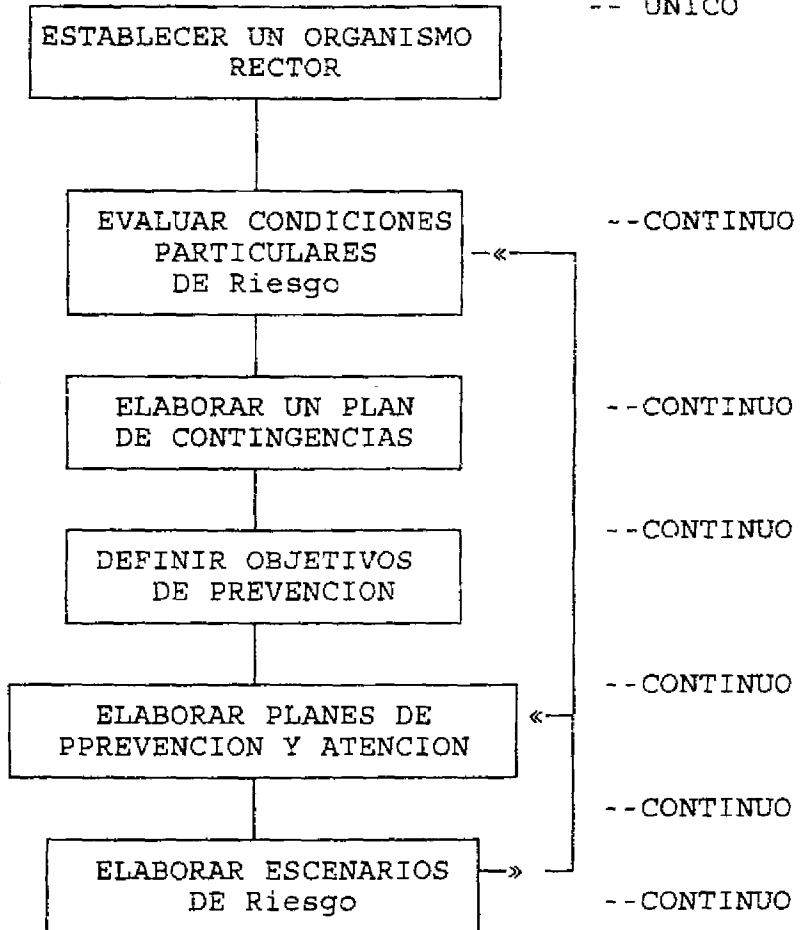 -- UNICO
ESTABLECER UN ORGANISMO
RECTOR
EVALUAR CONDICIONES
PARTICULARES
DE Riesgo
--CONTINUO
ELABORAR UN PLAN
DE CONTINGENCIAS
--CONTINUO
DEFINIR OBJETIVOS
DE PREVENCION
--CONTINUO
ELABORAR PLANES DE
PPREVENCION Y ATENCION
--CONTINUO
--CONTINUO
ELABORAR ESCENARIOS
DE Riesgo
--CONTINUO